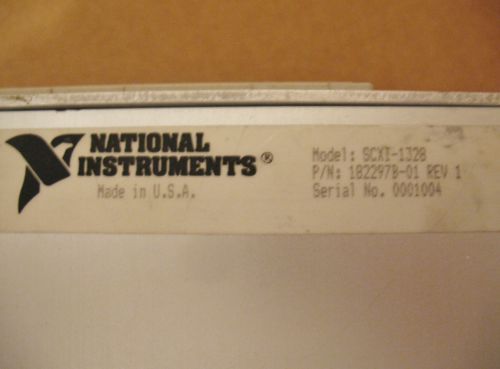 NATIONAL
INSTRUMENTS®
Made in U.S.A.
Model: SCXI-1328
P/N: 182297B-01 REV 1
Serial No. 0001004